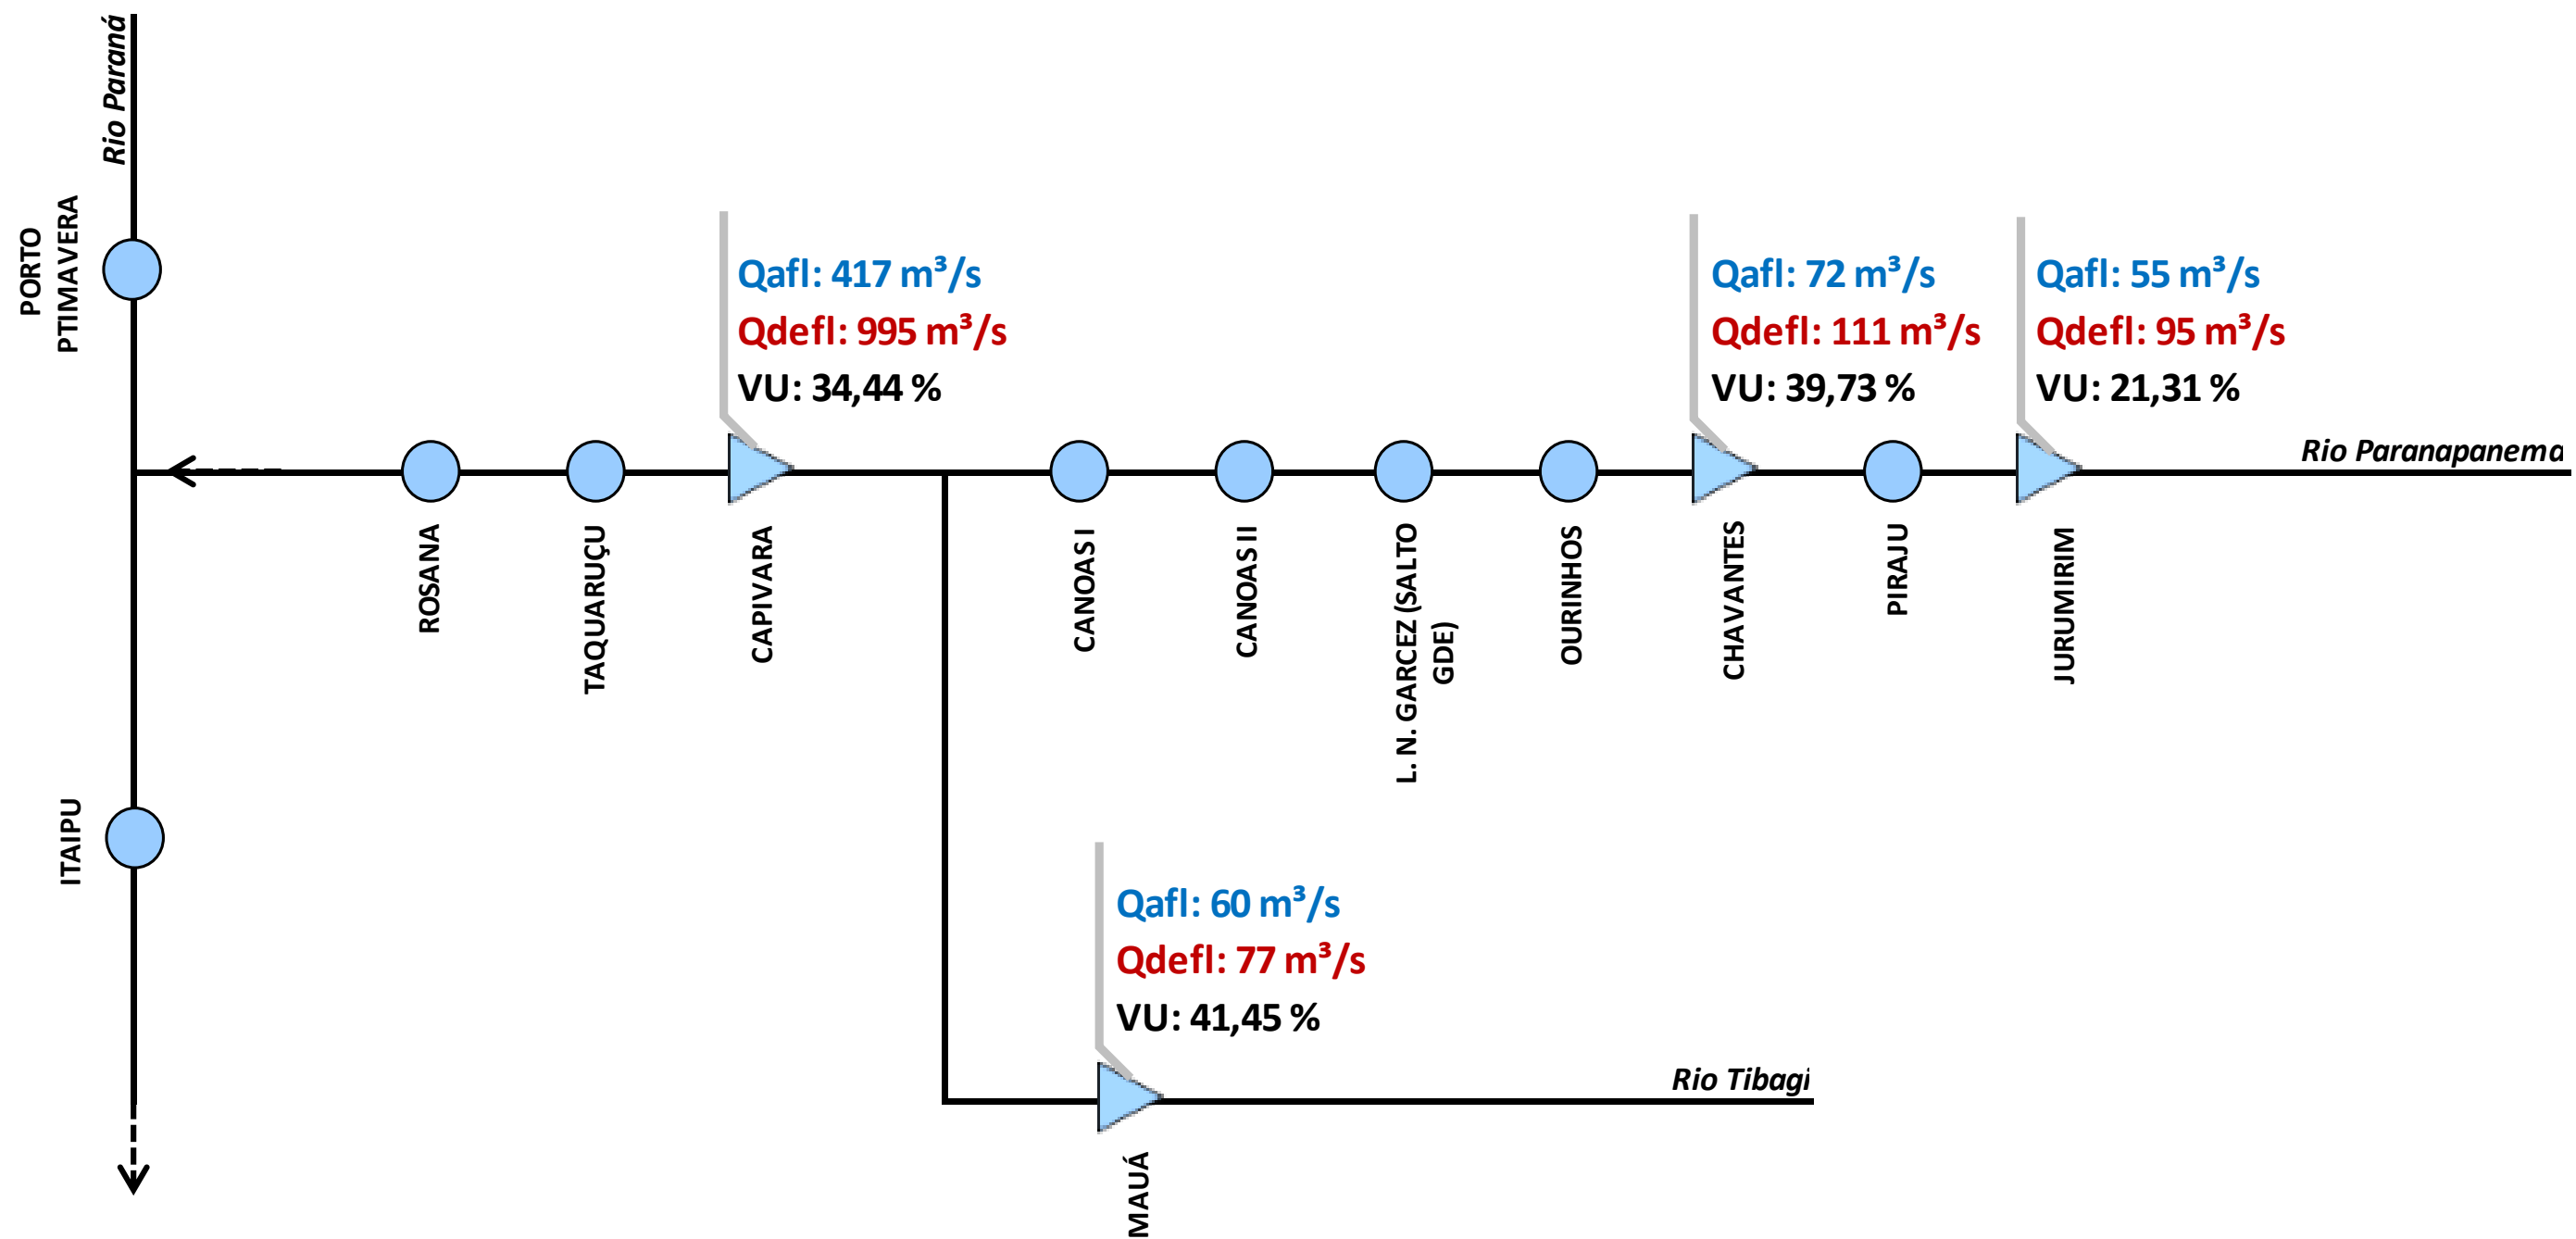 Rio Paraná
PORTO
PTIMAVERA
Qafl: 417 m³/s
Qdefl: 995 m³/s
VU: 34,44 %
Qafl: 72 m³/s
Qdefl: 111 m³/s
VU: 39,73 %
Qafl: 55 m³/s
Qdefl: 95 m³/s
VU: 21,31 %
Rio Paranapanema
ROSANA
TAQUARUÇU
CAPIVARA
CANOAS I
CANOAS II
L. N. GARCEZ (SALTO
GDE)
OURINHOS
CHAVANTES
PIRAJU
JURUMIRIM
ITAIPU
Qafl: 60 m³/s
Qdefl: 77 m³/s
VU: 41,45 %
Rio Tibagi
MAUÁ